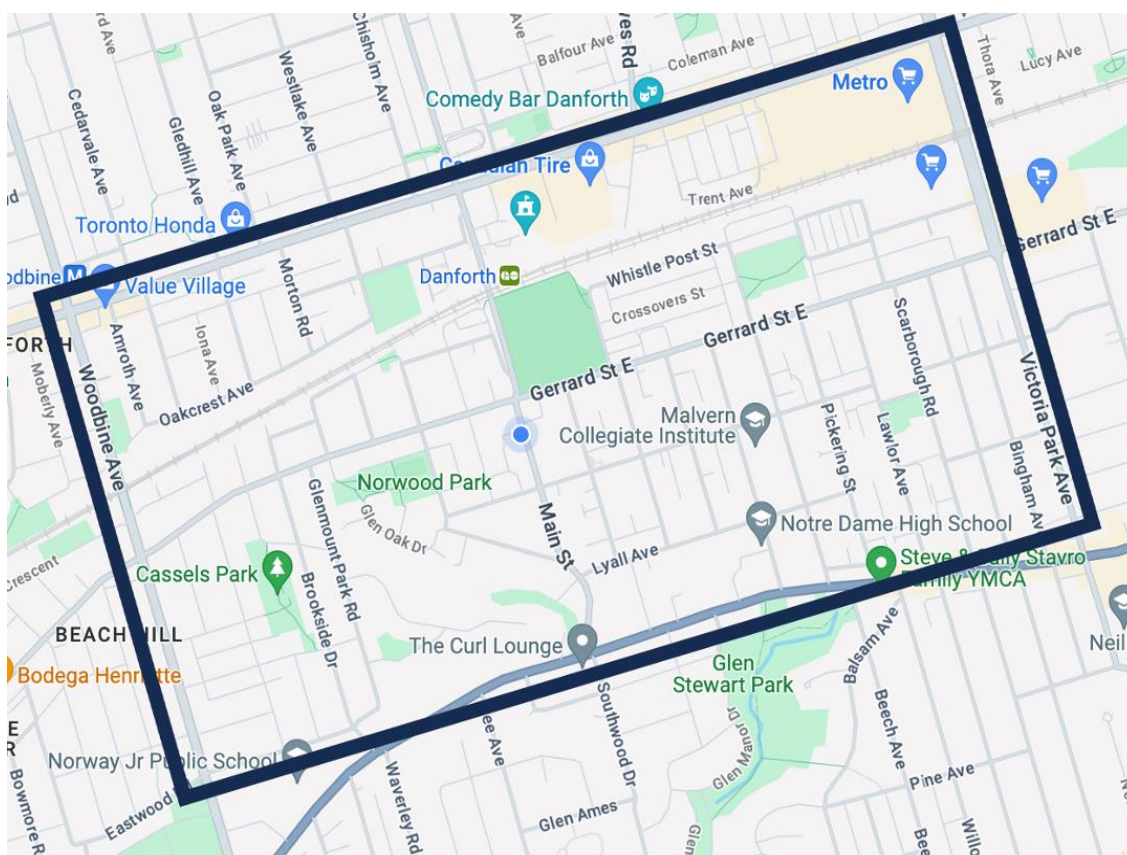 Chisholm Ave
Balfour Ave
Coleman Ave
Thora Ave
Lucy Ave
Westlake Ave
Oak Park Ave
Gledhill Ave
Cedarvale Ave
Comedy Bar Danforth
Metro
Tire
Trent Ave
Toronto Honda
Gerrard St E
Danforth
M
Value Village
Morton Rd
Whistle Post St
Crossovers St
Iona Ave
Amroth Ave
Moberly Ave
Woodbine Ave
Oakcrest Ave
Gerrard St E
Gerrard St E
Scarborough Rd
Victoria Park Ave
Malvern
Collegiate Institute
Pickering St
Lawlor Ave
Bingham Ave
Norwood Park
Glen Oak Dr
Glenmount Park Rd
Main St
Notre Dame High School
Lyall Ave
Cassels Park
Brookside Dr
Crescent
Family YMCA
BEACH HILL
The Curl Lounge
Glen
Stewart Park
Balsam Ave
Neil
Southwood Dr
Glen Manor Dr
Beech Ave
Norway Jr Public School
Waverley Rd
Pine Ave
Eastwood
Glen Ames
Glen
Bowmore R